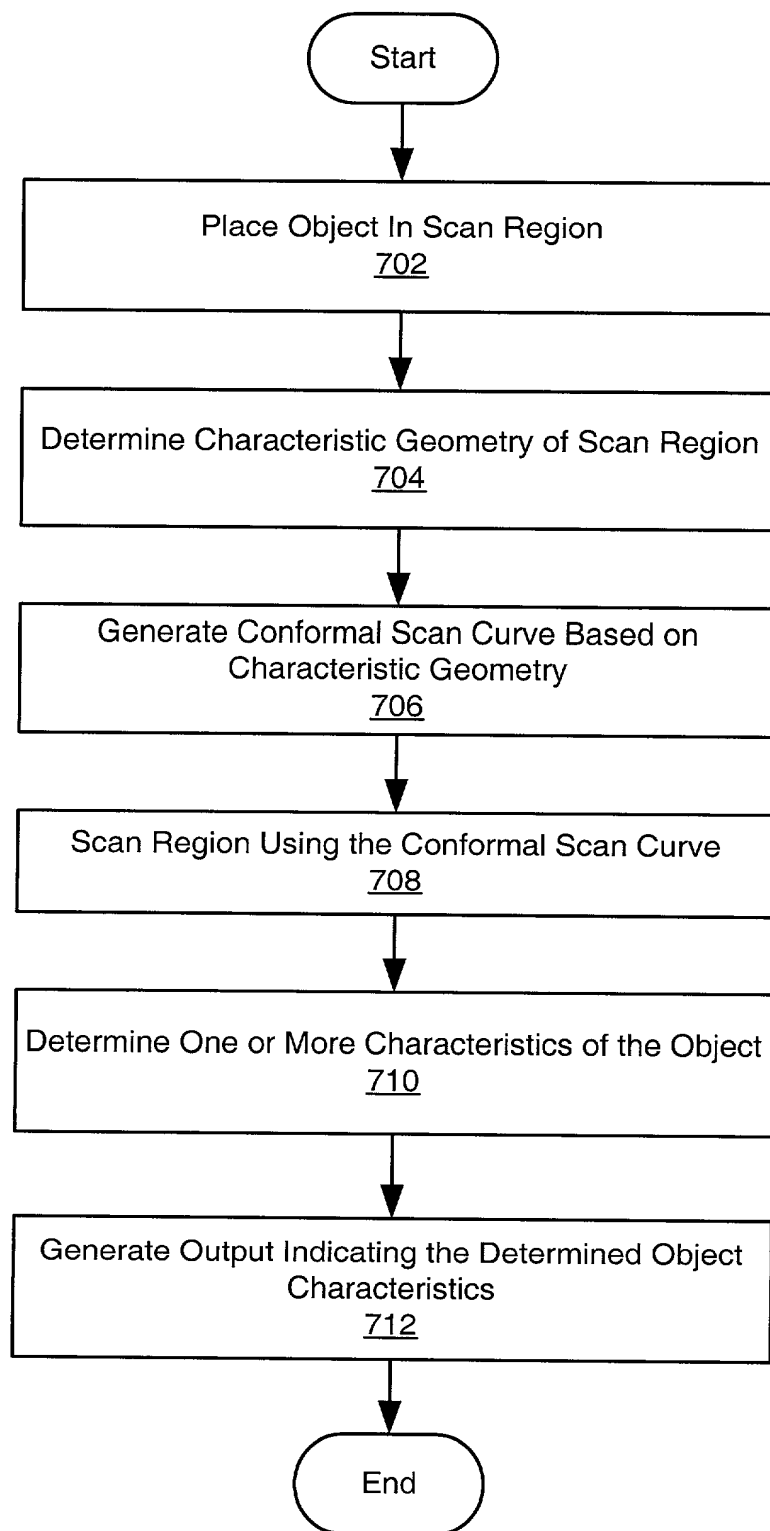 Start
Place Object In Scan Region
702
Determine Characteristic Geometry of Scan Region
704
Generate Conformal Scan Curve Based on
Characteristic Geometry
706
Scan Region Using the Conformal Scan Curve
708
Determine One or More Characteristics of the Object
710
Generate Output Indicating the Determined Object
Characteristics
712
End